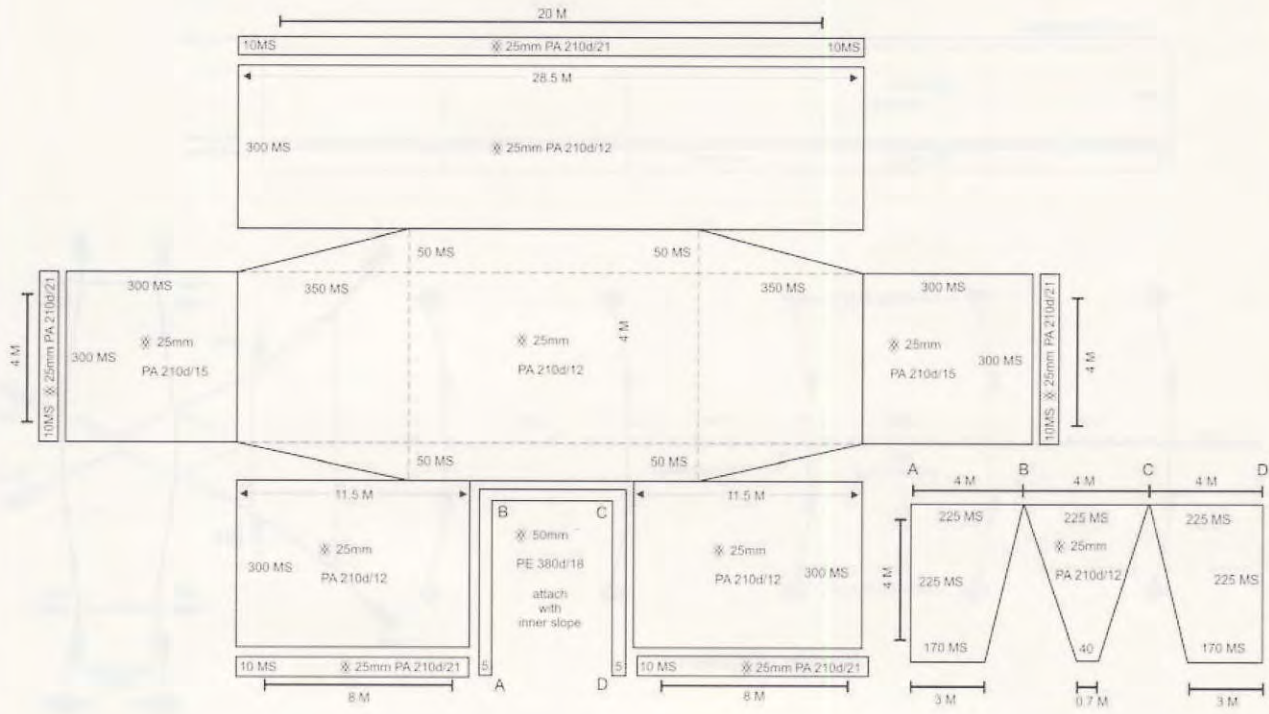 20 M
10MS ※ 25mm PA 210d/21 10MS
28.5 M
300 MS ※ 25mm PA 210d/12
50 MS 50 MS
300 MS
350 MS
350 MS
300 MS
4 M
10MS ※ 25mm PA 210d/21
300 MS
※ 25mm
PA 210d/15
※ 25mm
PA 210d/12
4 M
※ 25mm
PA 210d/15
300 MS
10MS ※ 25mm PA 210d/21
4 M
50 MS 50 MS
11.5 M
300 MS
※ 25mm
PA 210d/12
10 MS ※ 25mm PA 210d/21
8 M
B C
※ 50mm
PE 380d/18
attach
with
inner slope
5 5
A D
11.5 M
※ 25mm
PA 210d/12
300 MS
10 MS ※ 25mm PA 210d/21
8 M
A B C D
4 M 4 M 4 M
225 MS 225 MS 225 MS
※ 25mm
PA 210d/12
4 M
225 MS
225 MS
170 MS 40 170 MS
3 M 0.7 M 3 M